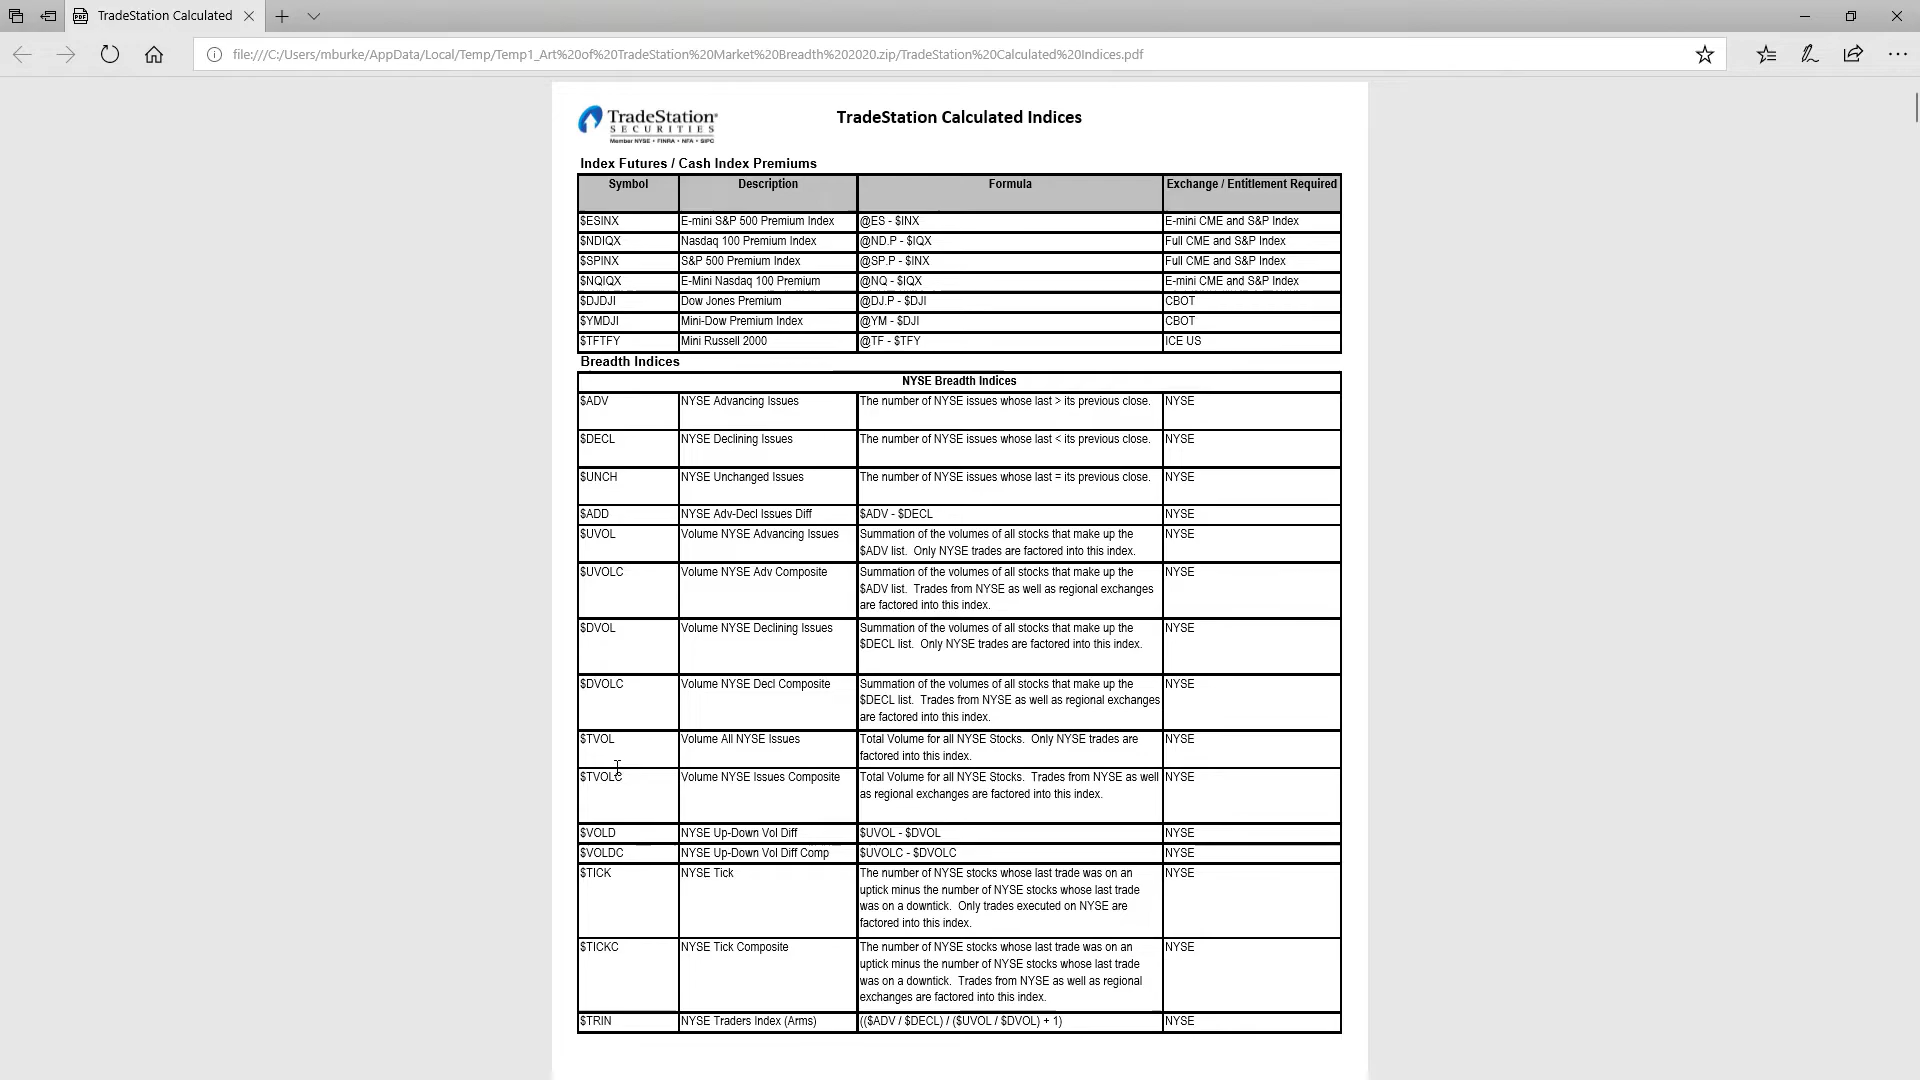 TradeStation Calculated
file:///C:/Users/mburke/AppData/Local/Temp/Temp1_Art%20of%20TradeStation%20Market%20Breadth%202020.zip/TradeStation%20Calculated%20Indices.pdf
TradeStation®
SECURITIES
Member NYSE • FINRA • NFA • SIPC
TradeStation Calculated Indices
Index Futures / Cash Index Premiums
Symbol Description Formula Exchange / Entitlement Required
$ESINX E-mini S&P 500 Premium Index @ES - $INX E-mini CME and S&P Index
$NDIQX Nasdaq 100 Premium Index @ND.P - $IQX Full CME and S&P Index
$SPINX S&P 500 Premium Index @SP.P - $INX Full CME and S&P Index
$NQIQX E-Mini Nasdaq 100 Premium @NQ - $IQX E-mini CME and S&P Index
$DJDJI Dow Jones Premium @DJ.P - $DJI CBOT
$YMDJI Mini-Dow Premium Index @YM - $DJI CBOT
$TFTFY Mini Russell 2000 @TF - $TFY ICE US
Breadth Indices
NYSE Breadth Indices
$ADV NYSE Advancing Issues The number of NYSE issues whose last > its previous close. NYSE
$DECL NYSE Declining Issues The number of NYSE issues whose last < its previous close. NYSE
$UNCH NYSE Unchanged Issues The number of NYSE issues whose last = its previous close. NYSE
$ADD NYSE Adv-Decl Issues Diff $ADV - $DECL NYSE
$UVOL Volume NYSE Advancing Issues Summation of the volumes of all stocks that make up the NYSE
$ADV list. Only NYSE trades are factored into this index.
$UVOLC Volume NYSE Adv Composite Summation of the volumes of all stocks that make up the NYSE
$ADV list. Trades from NYSE as well as regional exchanges
are factored into this index.
$DVOL Volume NYSE Declining Issues Summation of the volumes of all stocks that make up the NYSE
$DECL list. Only NYSE trades are factored into this index.
$DVOLC Volume NYSE Decl Composite Summation of the volumes of all stocks that make up the NYSE
$DECL list. Trades from NYSE as well as regional exchanges
are factored into this index.
$TVOL Volume All NYSE Issues Total Volume for all NYSE Stocks. Only NYSE trades are NYSE
factored into this index.
$TVOLC Volume NYSE Issues Composite Total Volume for all NYSE Stocks. Trades from NYSE as well NYSE
as regional exchanges are factored into this index.
$VOLD NYSE Up-Down Vol Diff $UVOL - $DVOL NYSE
$VOLDC NYSE Up-Down Vol Diff Comp $UVOLC - $DVOLC NYSE
$TICK NYSE Tick The number of NYSE stocks whose last trade was on an NYSE
uptick minus the number of NYSE stocks whose last trade
was on a downtick. Only trades executed on NYSE are
factored into this index.
$TICKC NYSE Tick Composite The number of NYSE stocks whose last trade was on an NYSE
uptick minus the number of NYSE stocks whose last trade
was on a downtick. Trades from NYSE as well as regional
exchanges are factored into this index.
$TRIN NYSE Traders Index (Arms) (($ADV / $DECL) / ($UVOL / $DVOL) + 1) NYSE